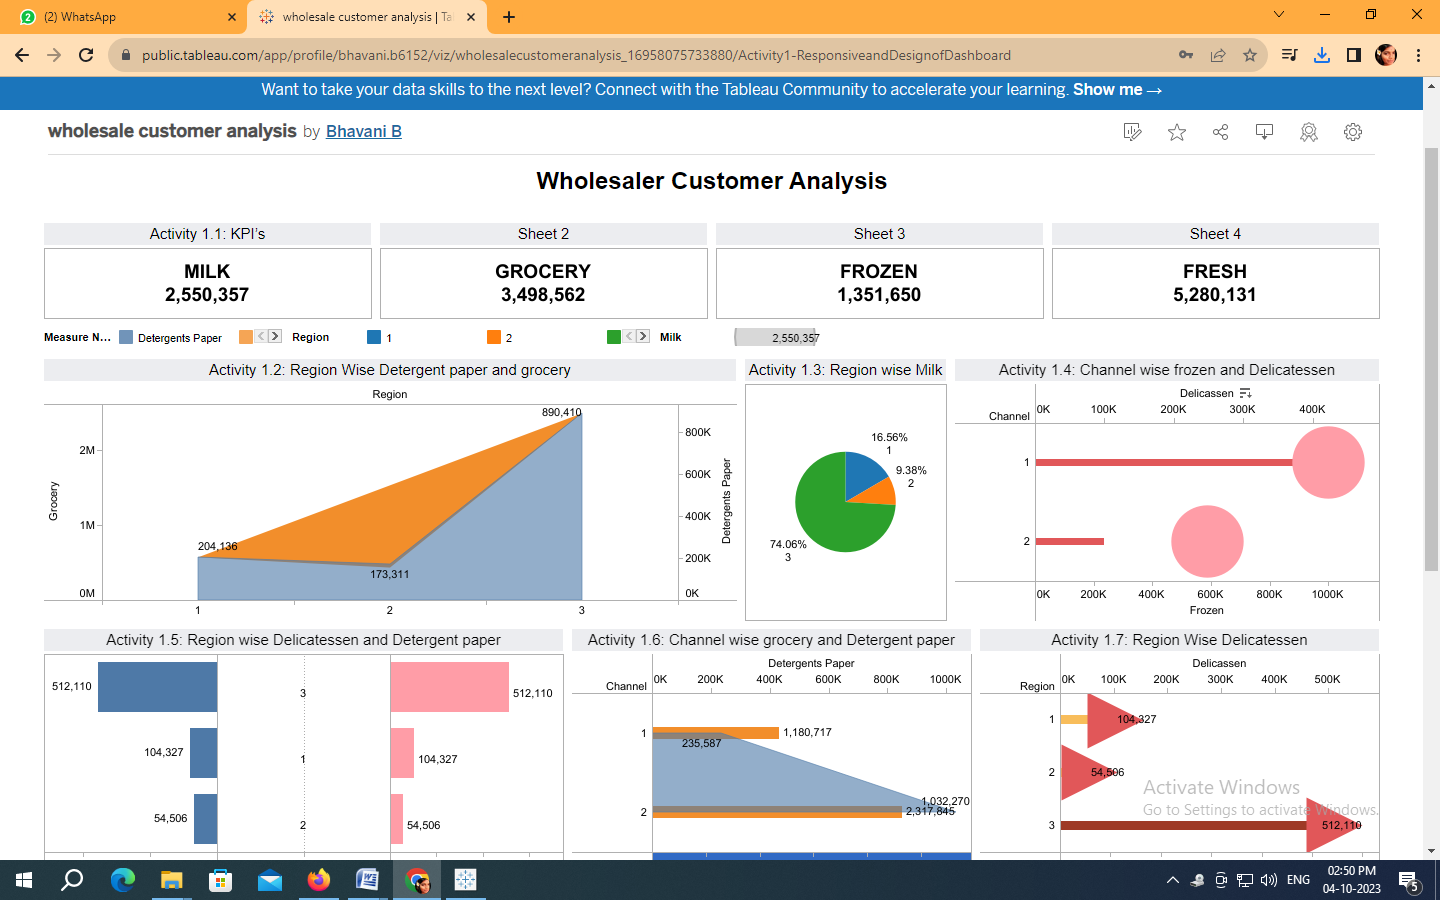 (2) WhatsApp
wholesale customer analysis | Ta
public.tableau.com/app/profile/bhavani.b6152/viz/wholesalecustomeranalysis_16958075733880/Activity1-ResponsiveandDesignofDashboard
Want to take your data skills to the next level? Connect with the Tableau Community to accelerate your learning. Show me →
wholesale customer analysis by Bhavani B
Wholesaler Customer Analysis
Activity 1.1: KPI's
Sheet 2
Sheet 3
Sheet 4
MILK
2,550,357
GROCERY
3,498,562
FROZEN
1,351,650
FRESH
5,280,131
Measure N... Detergents Paper
Region 1 2
Milk 2,550,357
Activity 1.2: Region Wise Detergent paper and grocery
Region
890,410
2M
800K
600K
Grocery
Detergents Paper
1M
400K
204,136
200K
173,311
0M
0K
1 2 3
Activity 1.3: Region wise Milk
16.56%
1
9.38%
2
74.06%
3
Activity 1.4: Channel wise frozen and Delicatessen
Delicassen
Channel 0K 100K 200K 300K 400K
1
2
0K 200K 400K 600K 800K 1000K
Frozen
Activity 1.5: Region wise Delicatessen and Detergent paper
512,110 3 512,110
104,327 1 104,327
54,506 2 54,506
Activity 1.6: Channel wise grocery and Detergent paper
Detergents Paper
Channel 0K 200K 400K 600K 800K 1000K
1 1,180,717
235,587
1,032,270
2 2,317,845
Activity 1.7: Region Wise Delicatessen
Delicassen
Region 0K 100K 200K 300K 400K 500K
1 104,327
2 54,506
3 512,110
Activate Windows
Go to Settings to activate Windows.
ENG
02:50 PM
04-10-2023
5